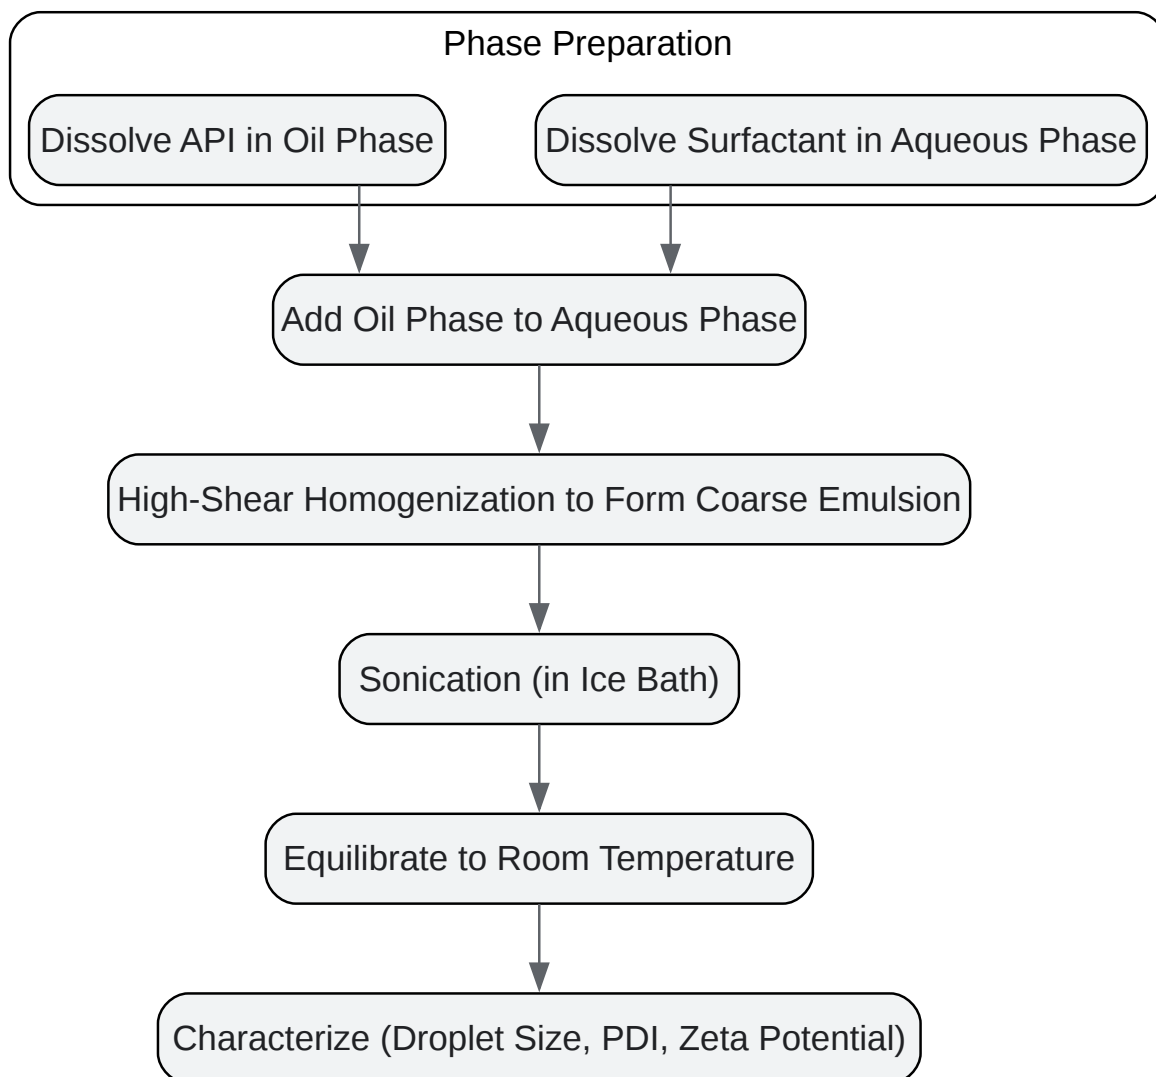 Phase Preparation
Dissolve API in Oil Phase
Dissolve Surfactant in Aqueous Phase
Add Oil Phase to Aqueous Phase
High-Shear Homogenization to Form Coarse Emulsion
Sonication (in Ice Bath)
Equilibrate to Room Temperature
Characterize (Droplet Size, PDI, Zeta Potential)